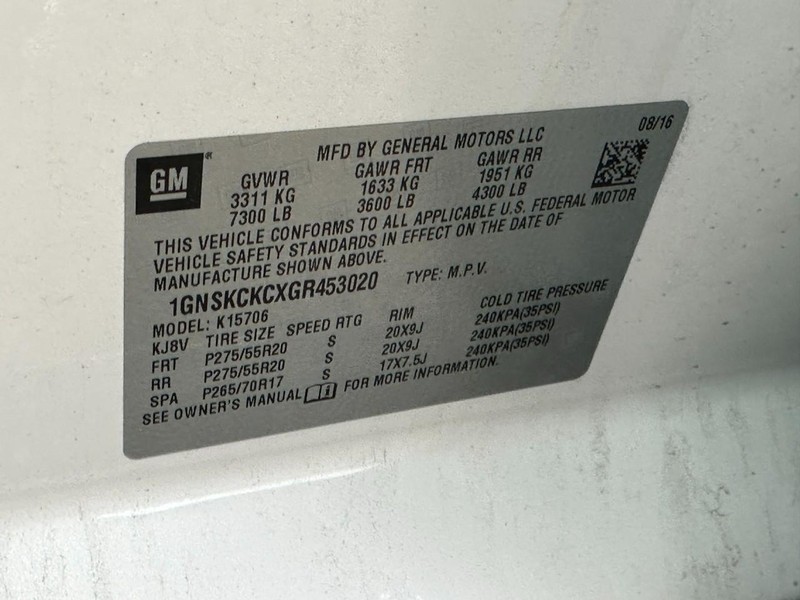 GM
MFD BY GENERAL MOTORS LLC 08/16
GVWR GAWR FRT GAWR RR
3311 KG 1633 KG 1951 KG
7300 LB 3600 LB 4300 LB
THIS VEHICLE CONFORMS TO ALL APPLICABLE U.S. FEDERAL MOTOR
VEHICLE SAFETY STANDARDS IN EFFECT ON THE DATE OF
MANUFACTURE SHOWN ABOVE.
1GNSKCKCXGR453020 TYPE: M.P.V.
MODEL: K15706
KJ8V TIRE SIZE SPEED RTG RIM COLD TIRE PRESSURE
FRT P275/55R20 S 20X9J 240KPA(35PSI)
RR P275/55R20 S 20X9J 240KPA(35PSI)
SPA P265/70R17 S 17X7.5J 240KPA(35PSI)
SEE OWNER'S MANUAL FOR MORE INFORMATION.